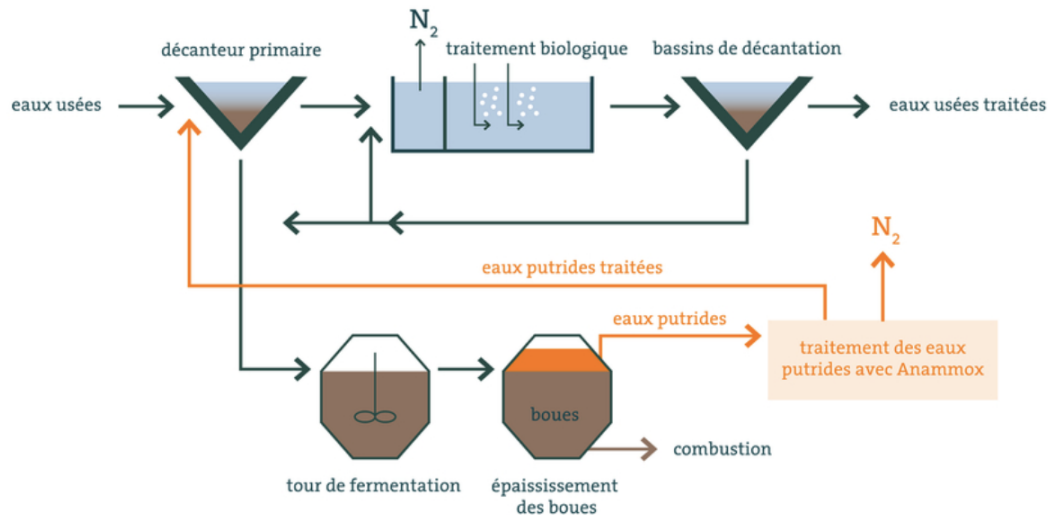 N₂
décanteur primaire
traitement biologique
bassins de décantation
eaux usées
eaux usées traitées
N₂
eaux putrides traitées
eaux putrides
traitement des eaux
putrides avec Anammox
boues
combustion
tour de fermentation
épaississement
des boues